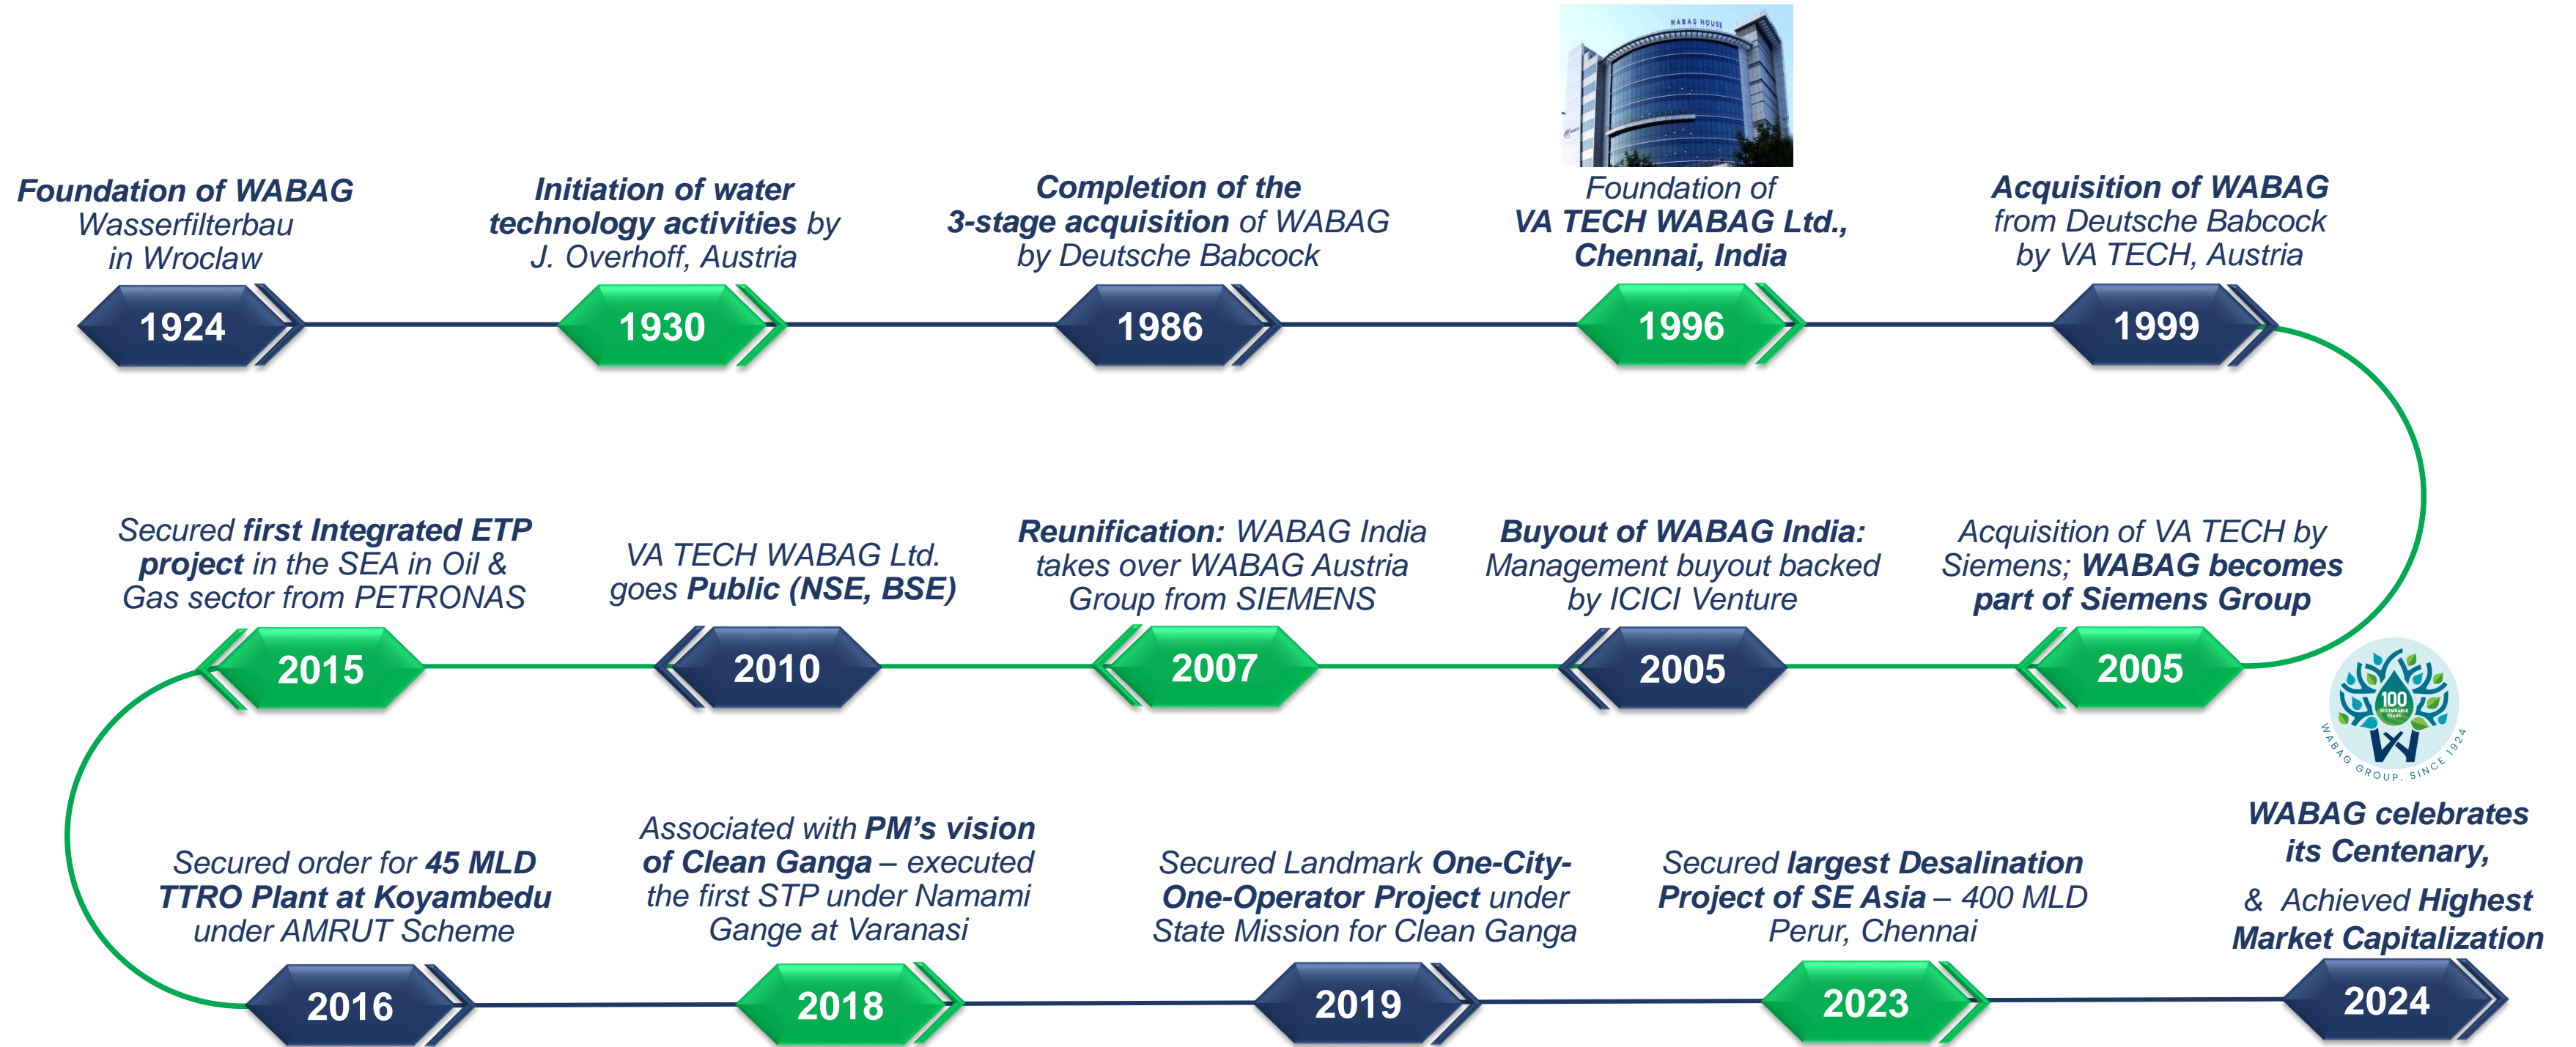 WABAG HOUSE
Foundation of WABAG
Wasserfilterbau
in Wroclaw
1924
Initiation of water
technology activities by
J. Overhoff, Austria
1930
Completion of the
3-stage acquisition of WABAG
by Deutsche Babcock
1986
Foundation of
VA TECH WABAG Ltd.,
Chennai, India
1996
Acquisition of WABAG
from Deutsche Babcock
by VA TECH, Austria
1999
Acquisition of VA TECH by
Siemens; WABAG becomes
part of Siemens Group
2005
Buyout of WABAG India:
Management buyout backed
by ICICI Venture
2005
Reunification: WABAG India
takes over WABAG Austria
Group from SIEMENS
2007
VA TECH WABAG Ltd.
goes Public (NSE, BSE)
2010
Secured first Integrated ETP
project in the SEA in Oil &
Gas sector from PETRONAS
2015
Secured order for 45 MLD
TTRO Plant at Koyambedu
under AMRUT Scheme
2016
Associated with PM’s vision
of Clean Ganga – executed
the first STP under Namami
Gange at Varanasi
2018
Secured Landmark One-City-
One-Operator Project under
State Mission for Clean Ganga
2019
Secured largest Desalination
Project of SE Asia – 400 MLD
Perur, Chennai
2023
100
SUSTAINABLE
YEARS
WABAG GROUP. SINCE 1924
WABAG celebrates
its Centenary,
& Achieved Highest
Market Capitalization
2024